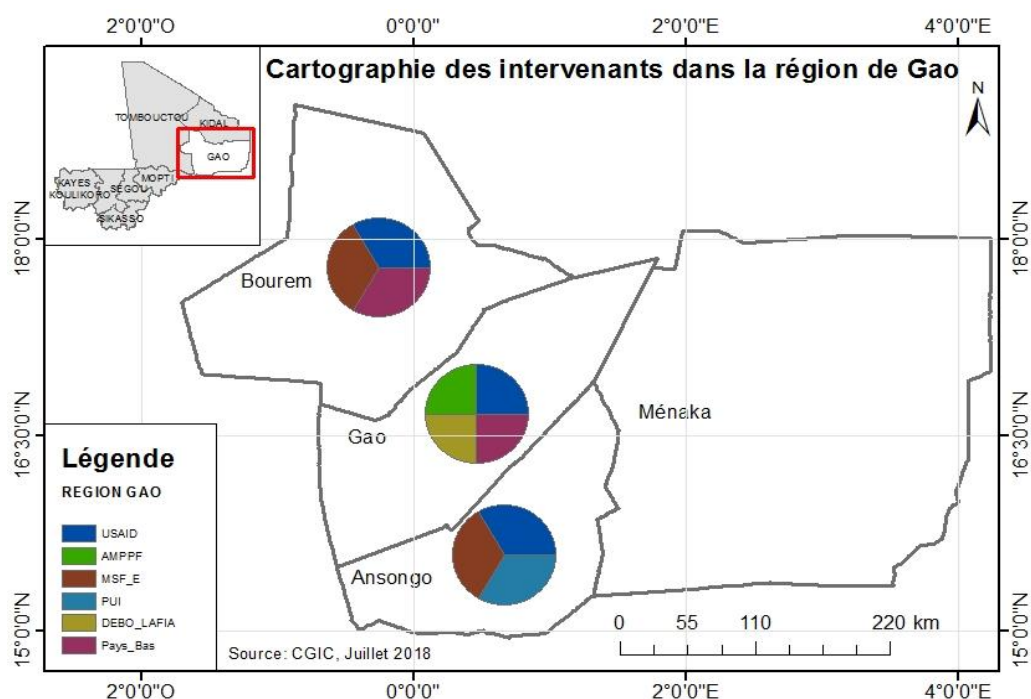 2°0'0"O 0°0'0" 2°0'0"E 4°0'0"E
Cartographie des intervenants dans la région de Gao
N
TOMBOUCTOU
KIDAL
GAO
MOPTI
KAYES
SEGOU
KOULIKORO
SIKASSO
18°0'0"N 18°0'0"N
Bourem
Ménaka
Gao
16°30'0"N 16°30'0"N
Légende
REGION GAO
USAID
AMPPF
MSF_E
PUI
DEBO_LAFIA
Pays_Bas
Ansongo
0 55 110 220 km
15°0'0"N 15°0'0"N
Source: CGIC, Juillet 2018
2°0'0"O 0°0'0" 2°0'0"E 4°0'0"E